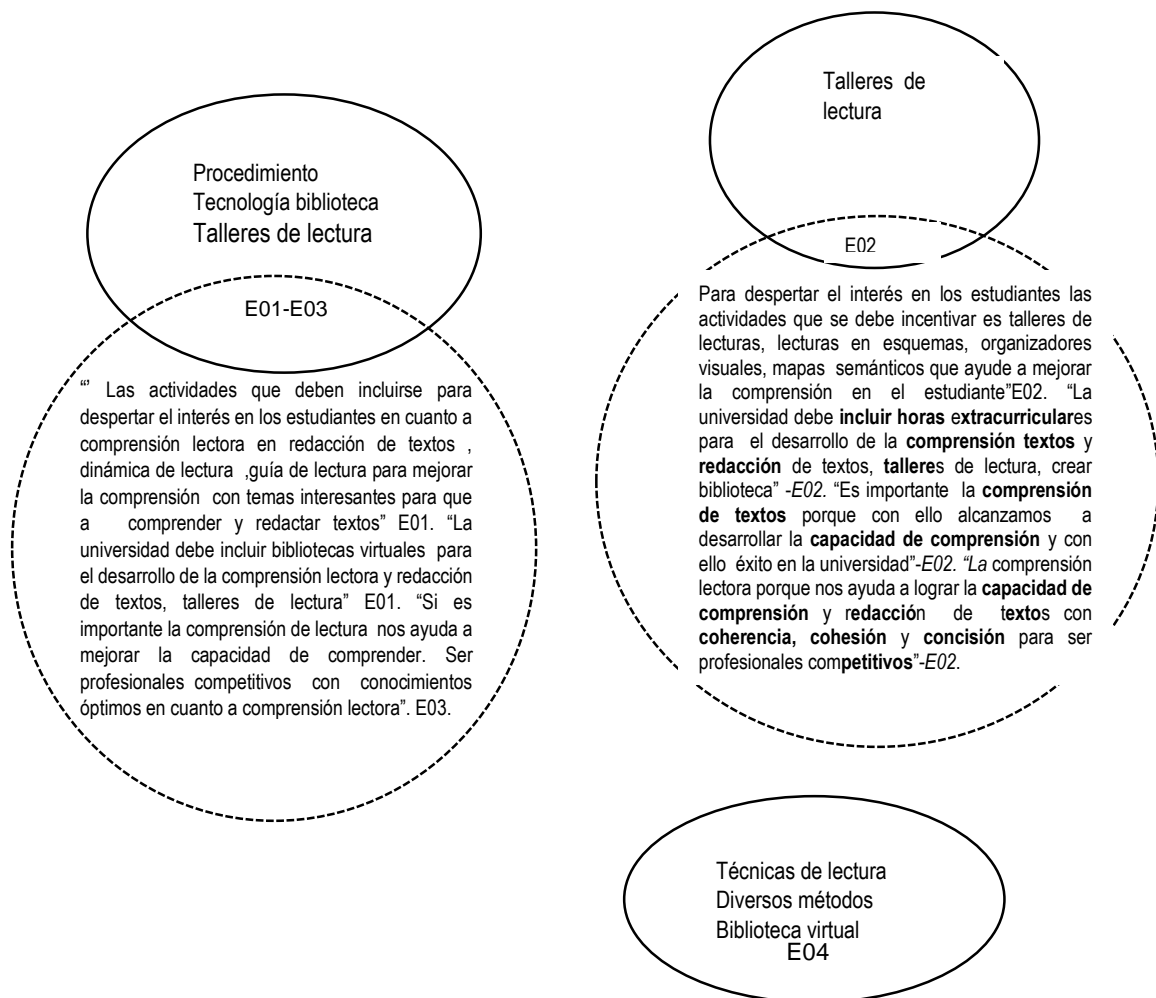 Procedimiento
Tecnología biblioteca
Talleres de lectura
E01-E03
“’ Las actividades que deben incluirse para
despertar el interés en los estudiantes en cuanto a
comprensión lectora en redacción de textos ,
dinámica de lectura ,guía de lectura para mejorar
la comprensión con temas interesantes para que
a comprender y redactar textos” E01. “La
universidad debe incluir bibliotecas virtuales para
el desarrollo de la comprensión lectora y redacción
de textos, talleres de lectura” E01. “Si es
importante la comprensión de lectura nos ayuda a
mejorar la capacidad de comprender. Ser
profesionales competitivos con conocimientos
óptimos en cuanto a comprensión lectora”. E03.
Talleres de
lectura
E02
Para despertar el interés en los estudiantes las
actividades que se debe incentivar es talleres de
lecturas, lecturas en esquemas, organizadores
visuales, mapas semánticos que ayude a mejorar
la comprensión en el estudiante”E02. “La
universidad debe incluir horas extracurriculares
para el desarrollo de la comprensión textos y
redacción de textos, talleres de lectura, crear
biblioteca” -E02. “Es importante la comprensión
de textos porque con ello alcanzamos a
desarrollar la capacidad de comprensión y con
ello éxito en la universidad”-E02. “La comprensión
lectora porque nos ayuda a lograr la capacidad de
comprensión y redacción de textos con
coherencia, cohesión y concisión para ser
profesionales competitivos”-E02.
Técnicas de lectura
Diversos métodos
Biblioteca virtual
E04